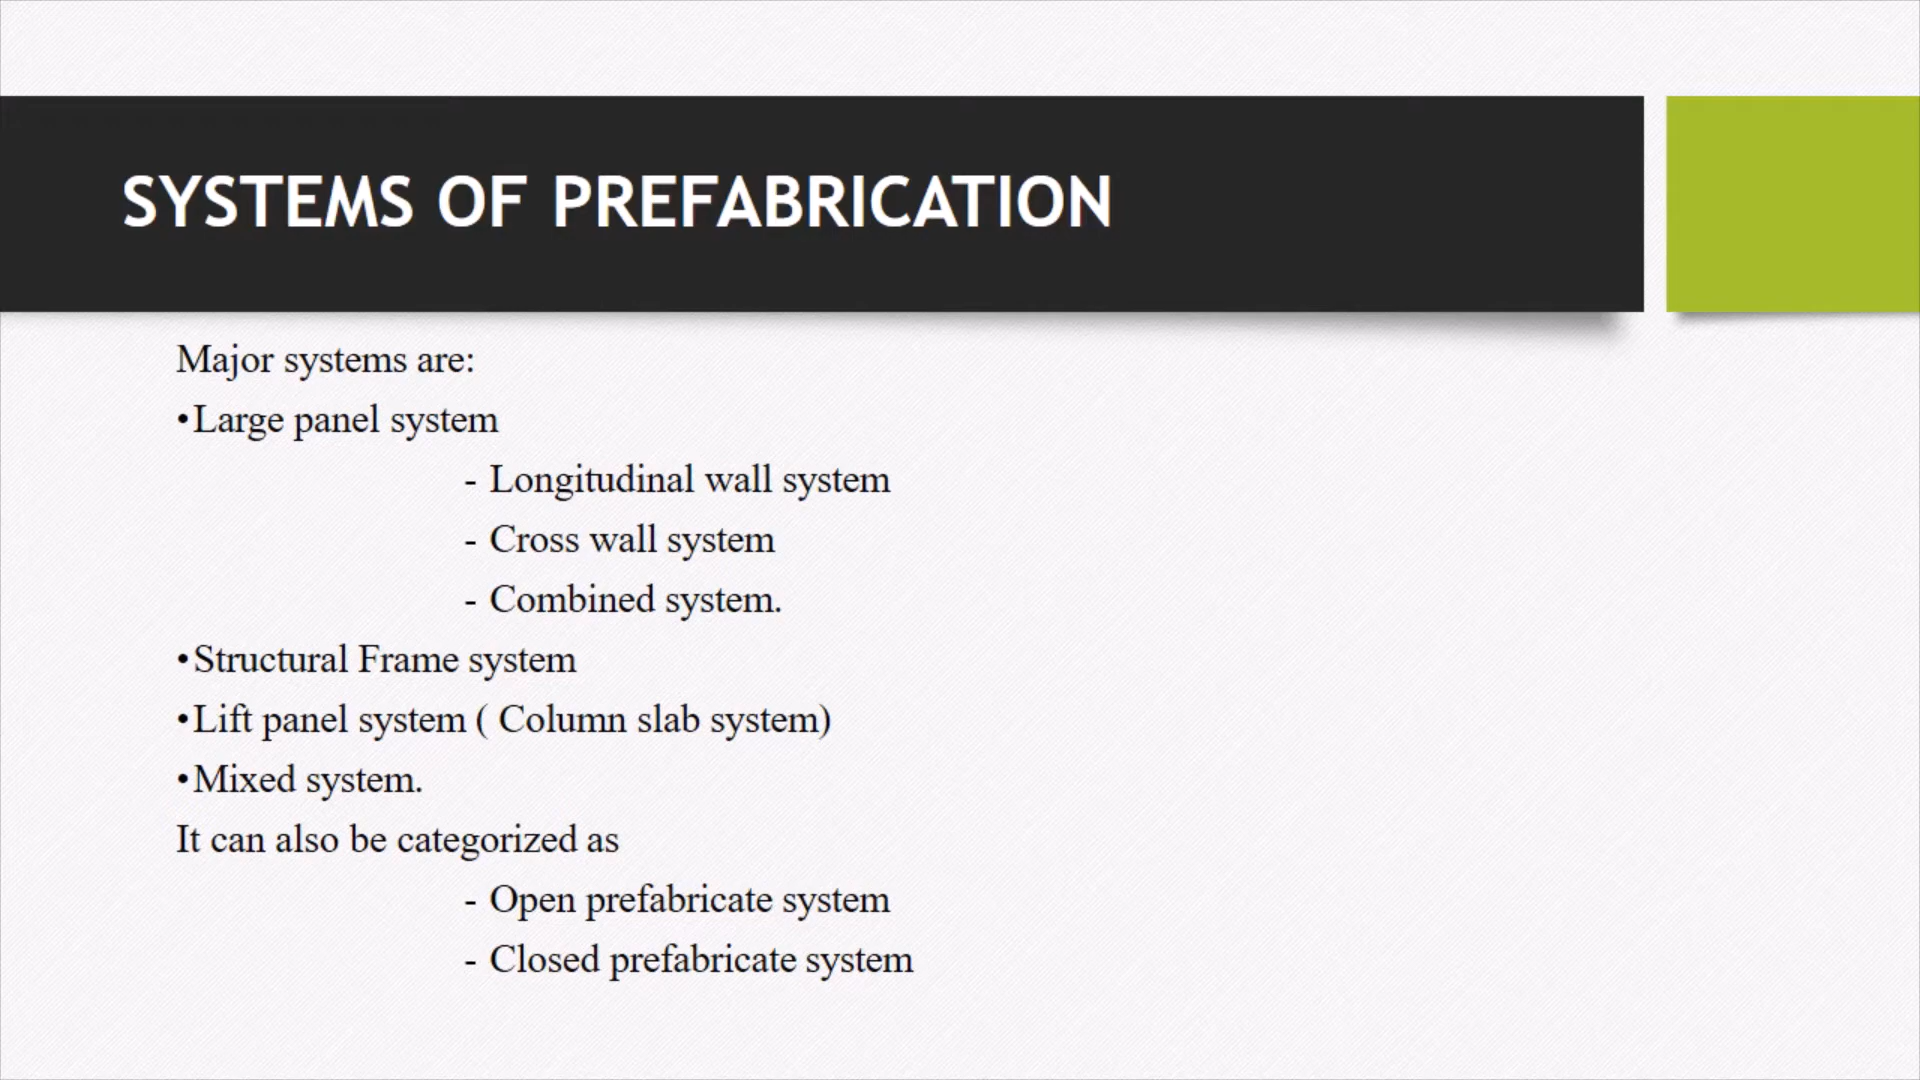 SYSTEMS OF PREFABRICATION
Major systems are:
•Large panel system
- Longitudinal wall system
- Cross wall system
- Combined system.
•Structural Frame system
•Lift panel system ( Column slab system)
•Mixed system.
It can also be categorized as
- Open prefabricate system
- Closed prefabricate system